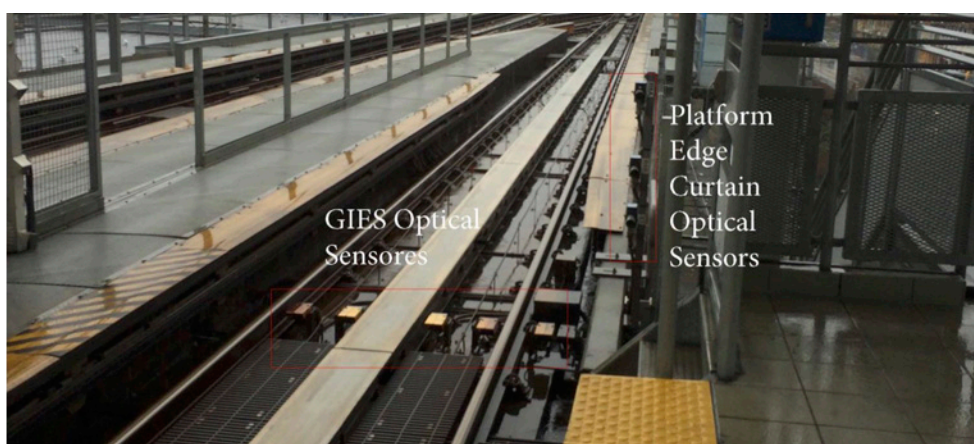 GIES Optical
Sensores
Platform
Edge
Curtain
Optical
Sensors